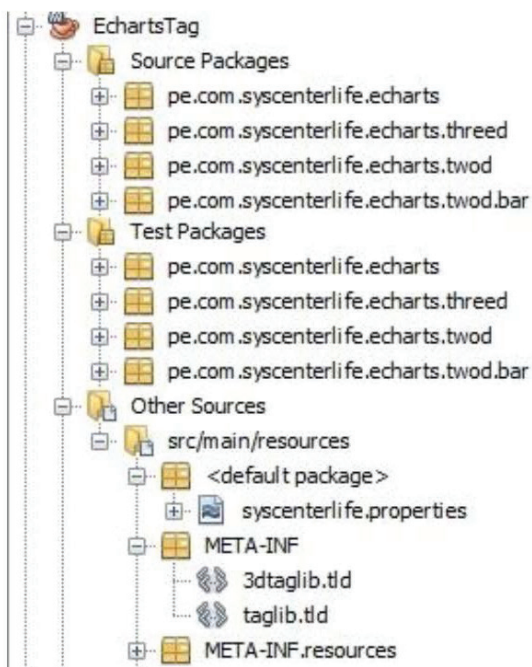 EchartsTag
Source Packages
pe.com.syscenterlife.echarts
pe.com.syscenterlife.echarts.threed
pe.com.syscenterlife.echarts.twod
pe.com.syscenterlife.echarts.twod.bar
Test Packages
pe.com.syscenterlife.echarts
pe.com.syscenterlife.echarts.threed
pe.com.syscenterlife.echarts.twod
pe.com.syscenterlife.echarts.twod.bar
Other Sources
src/main/resources
<default package>
syscenterlife.properties
META-INF
3dtaglib.tld
taglib.tld
META-INF.resources